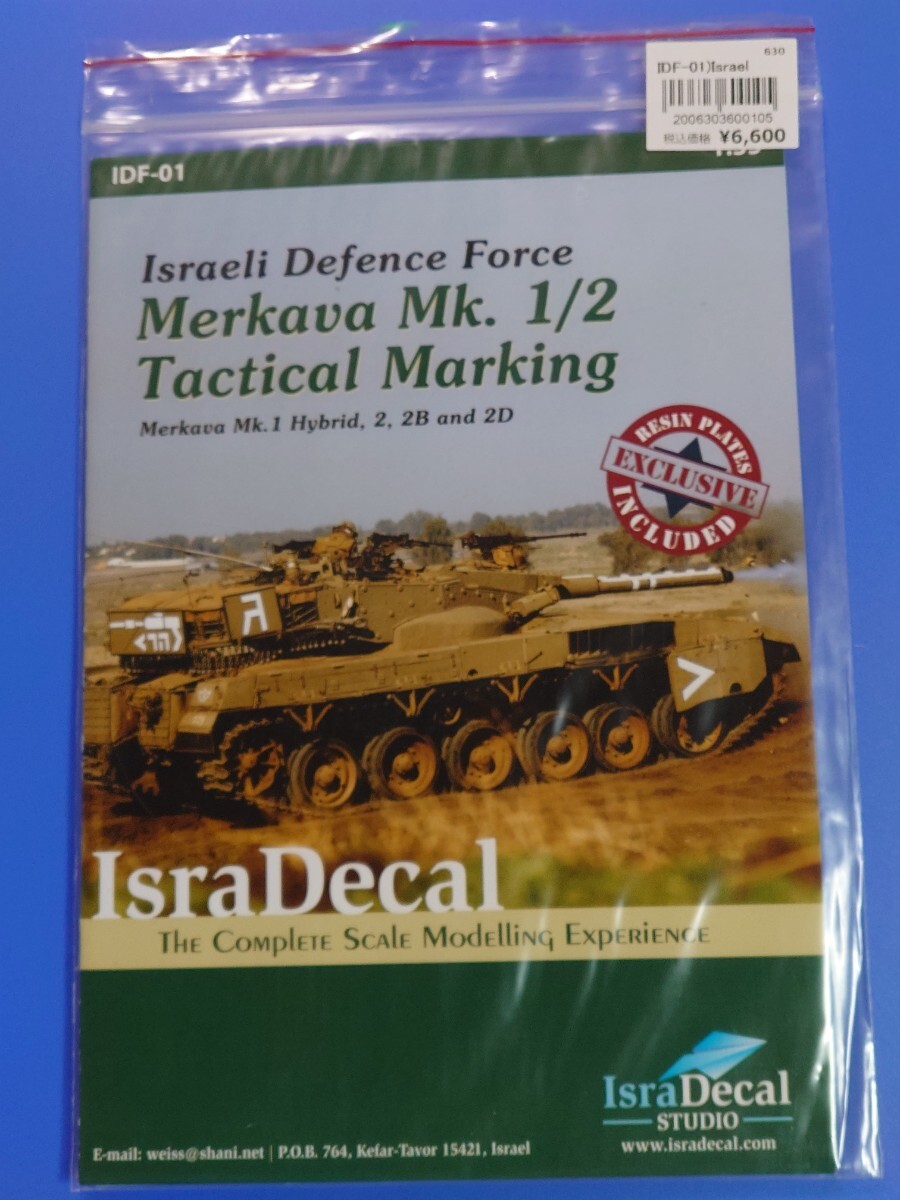 630
IDF-01)Israel
2006303600105
税込価格 ¥6,600
IDF-01
Israeli Defence Force
Merkava Mk. 1/2
Tactical Marking
Merkava Mk.1 Hybrid, 2, 2B and 2D
RESIN PLATES
EXCLUSIVE
INCLUDED
ג
IsraDecal
The Complete Scale Modelling Experience
IsraDecal
STUDIO
www.isradecal.com
E-mail: weiss@shani.net | P.O.B. 764, Kefar-Tavor 15421, Israel